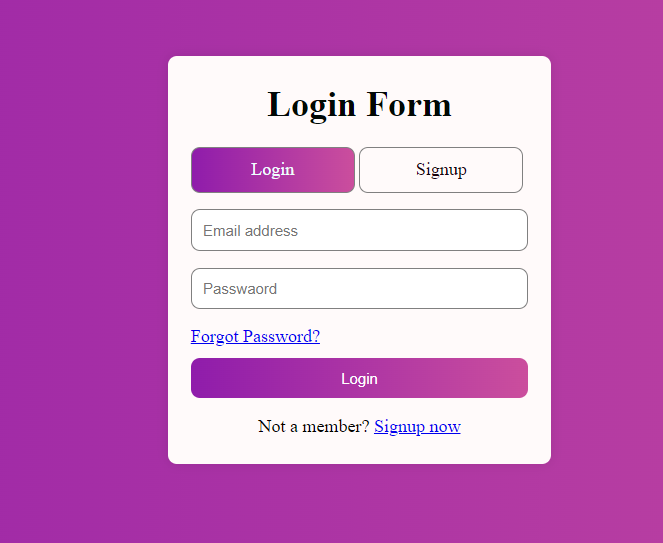 Login Form
Login Signup
Email address
Passwaord
Forgot Password?
Login
Not a member? Signup now